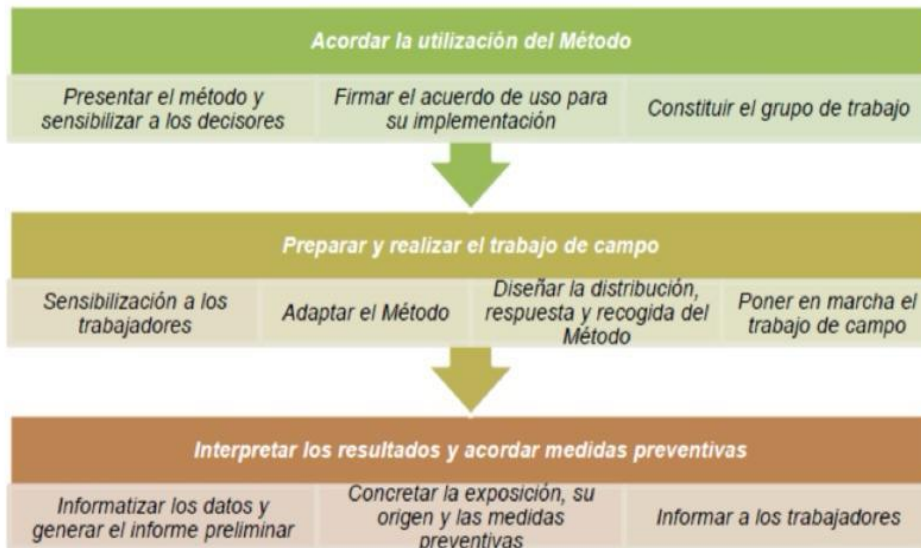 Acordar la utilización del Método
Presentar el método y
sensibilizar a los decisores
Firmar el acuerdo de uso para
su implementación
Constituir el grupo de trabajo
Preparar y realizar el trabajo de campo
Sensibilización a los
trabajadores
Adaptar el Método
Diseñar la distribución,
respuesta y recogida del
Método
Poner en marcha el
trabajo de campo
Interpretar los resultados y acordar medidas preventivas
Informatizar los datos y
generar el informe preliminar
Concretar la exposición, su
origen y las medidas
preventivas
Informar a los trabajadores